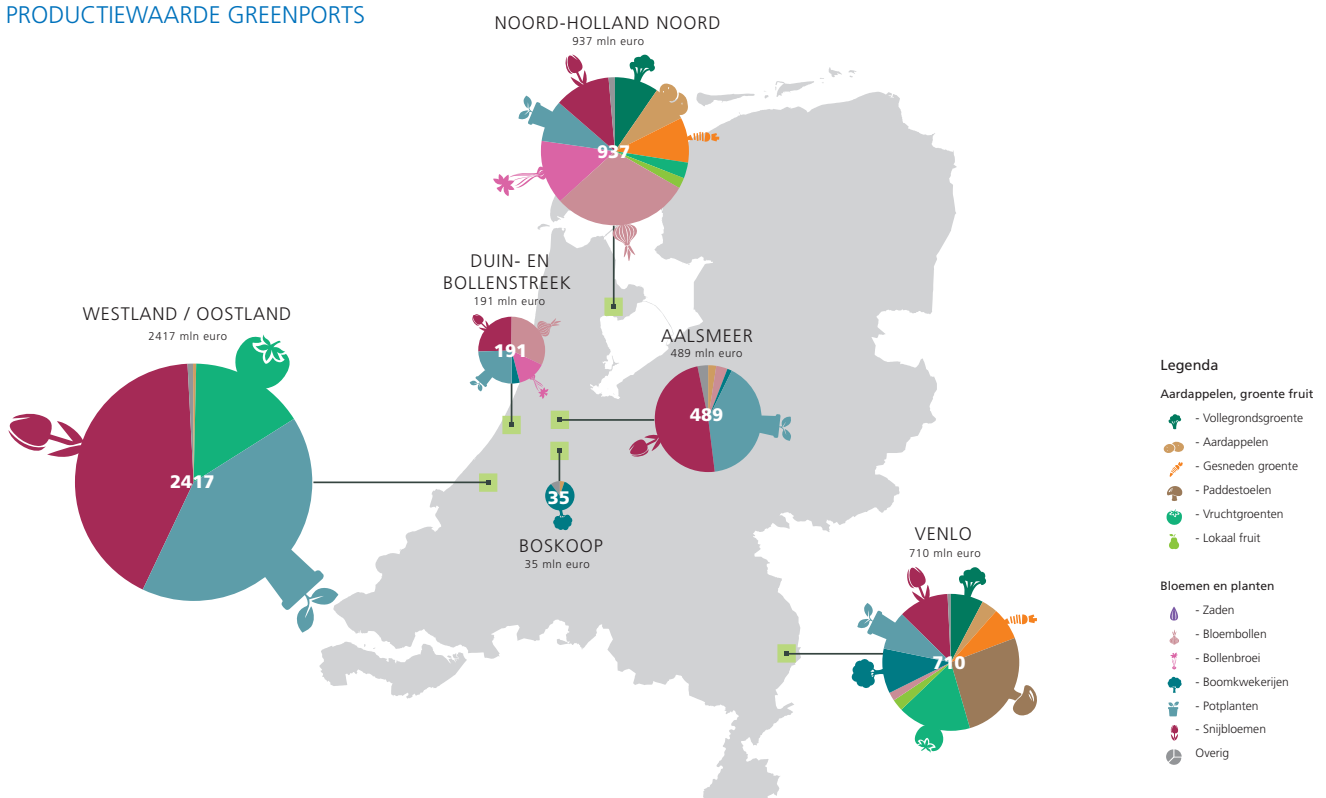 PRODUCTIEWAARDE GREENPORTS
NOORD-HOLLAND NOORD
937 mln euro
937
DUIN- EN
BOLLENSTREEK
191 mln euro
191
WESTLAND / OOSTLAND
2417 mln euro
2417
AALSMEER
489 mln euro
489
35
BOSKOOP
35 mln euro
VENLO
710 mln euro
710
Legenda
Aardappelen, groente fruit
- Vollegrondsgroente
- Aardappelen
- Gesneden groente
- Paddestoelen
- Vruchtgroenten
- Lokaal fruit
Bloemen en planten
- Zaden
- Bloembollen
- Bollenbroei
- Boomkwekerijen
- Potplanten
- Snijbloemen
Overig